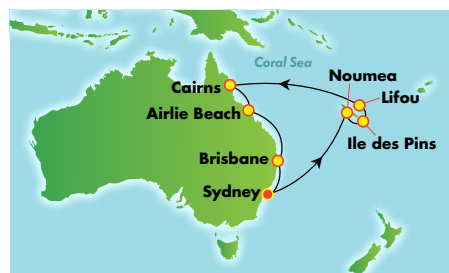 Coral Sea
Noumea
Cairns
Lifou
Airlie Beach
Ile des Pins
Brisbane
Sydney